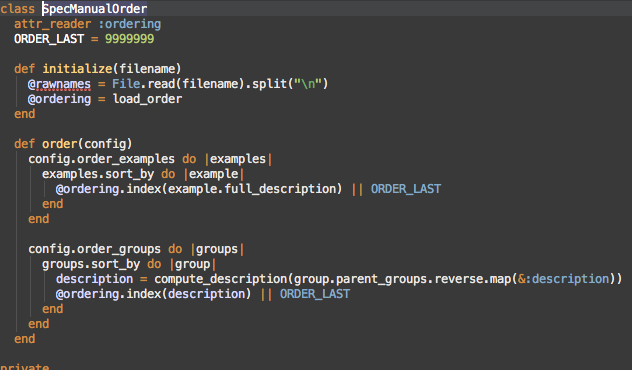 class SpecManualOrder
  attr_reader :ordering
  ORDER_LAST = 9999999

  def initialize(filename)
    @rawnames = File.read(filename).split("\n")
    @ordering = load_order
  end

  def order(config)
    config.order_examples do |examples|
      examples.sort_by do |example|
        @ordering.index(example.full_description) || ORDER_LAST
      end
    end

    config.order_groups do |groups|
      groups.sort_by do |group|
        description = compute_description(group.parent_groups.reverse.map(&:description))
        @ordering.index(description) || ORDER_LAST
      end
    end
  end

private